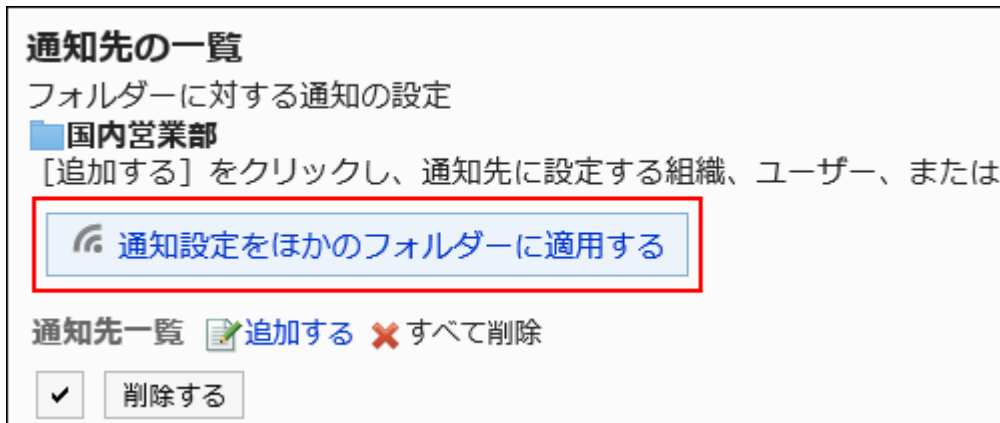 通知先の一覧
フォルダーに対する通知の設定
国内営業部
［追加する］をクリックし、通知先に設定する組織、ユーザー、または
通知設定をほかのフォルダーに適用する
通知先一覧 追加する すべて削除
削除する